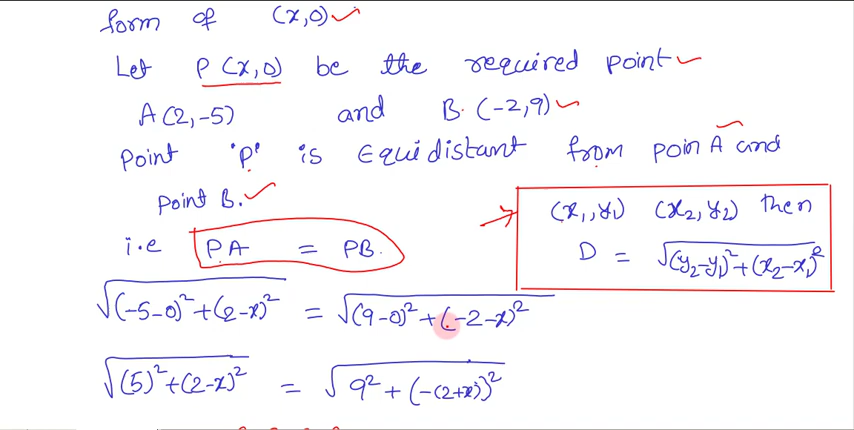 form of (x,0)
Let P(x,0) be the required point
A(2,-5) and B.(-2,9)
Point 'P' is Equidistant from poin A and
Point B.
(x₁,y₁) (x₂,y₂) then
D = √((y₂-y₁)²+(x₂-x₁)²)
i.e PA = PB.
√((-5-0)²+(2-x)²) = √((9-0)²+(-2-x)²)
√((5)²+(2-x)²) = √(9²+(-(2+x))²)